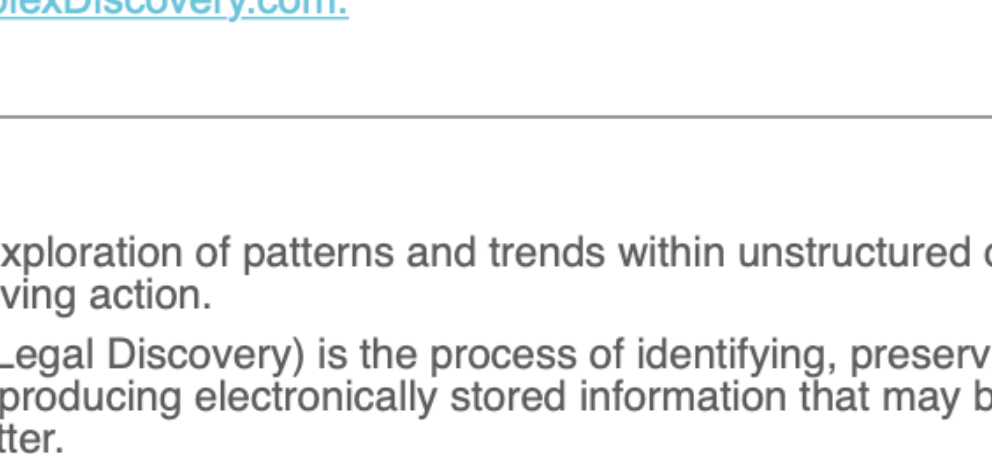 plexDiscovery.com.
xploration of patterns and trends within unstructured
ving action.
Legal Discovery) is the process of identifying, preserv
producing electronically stored information that may b
tter.